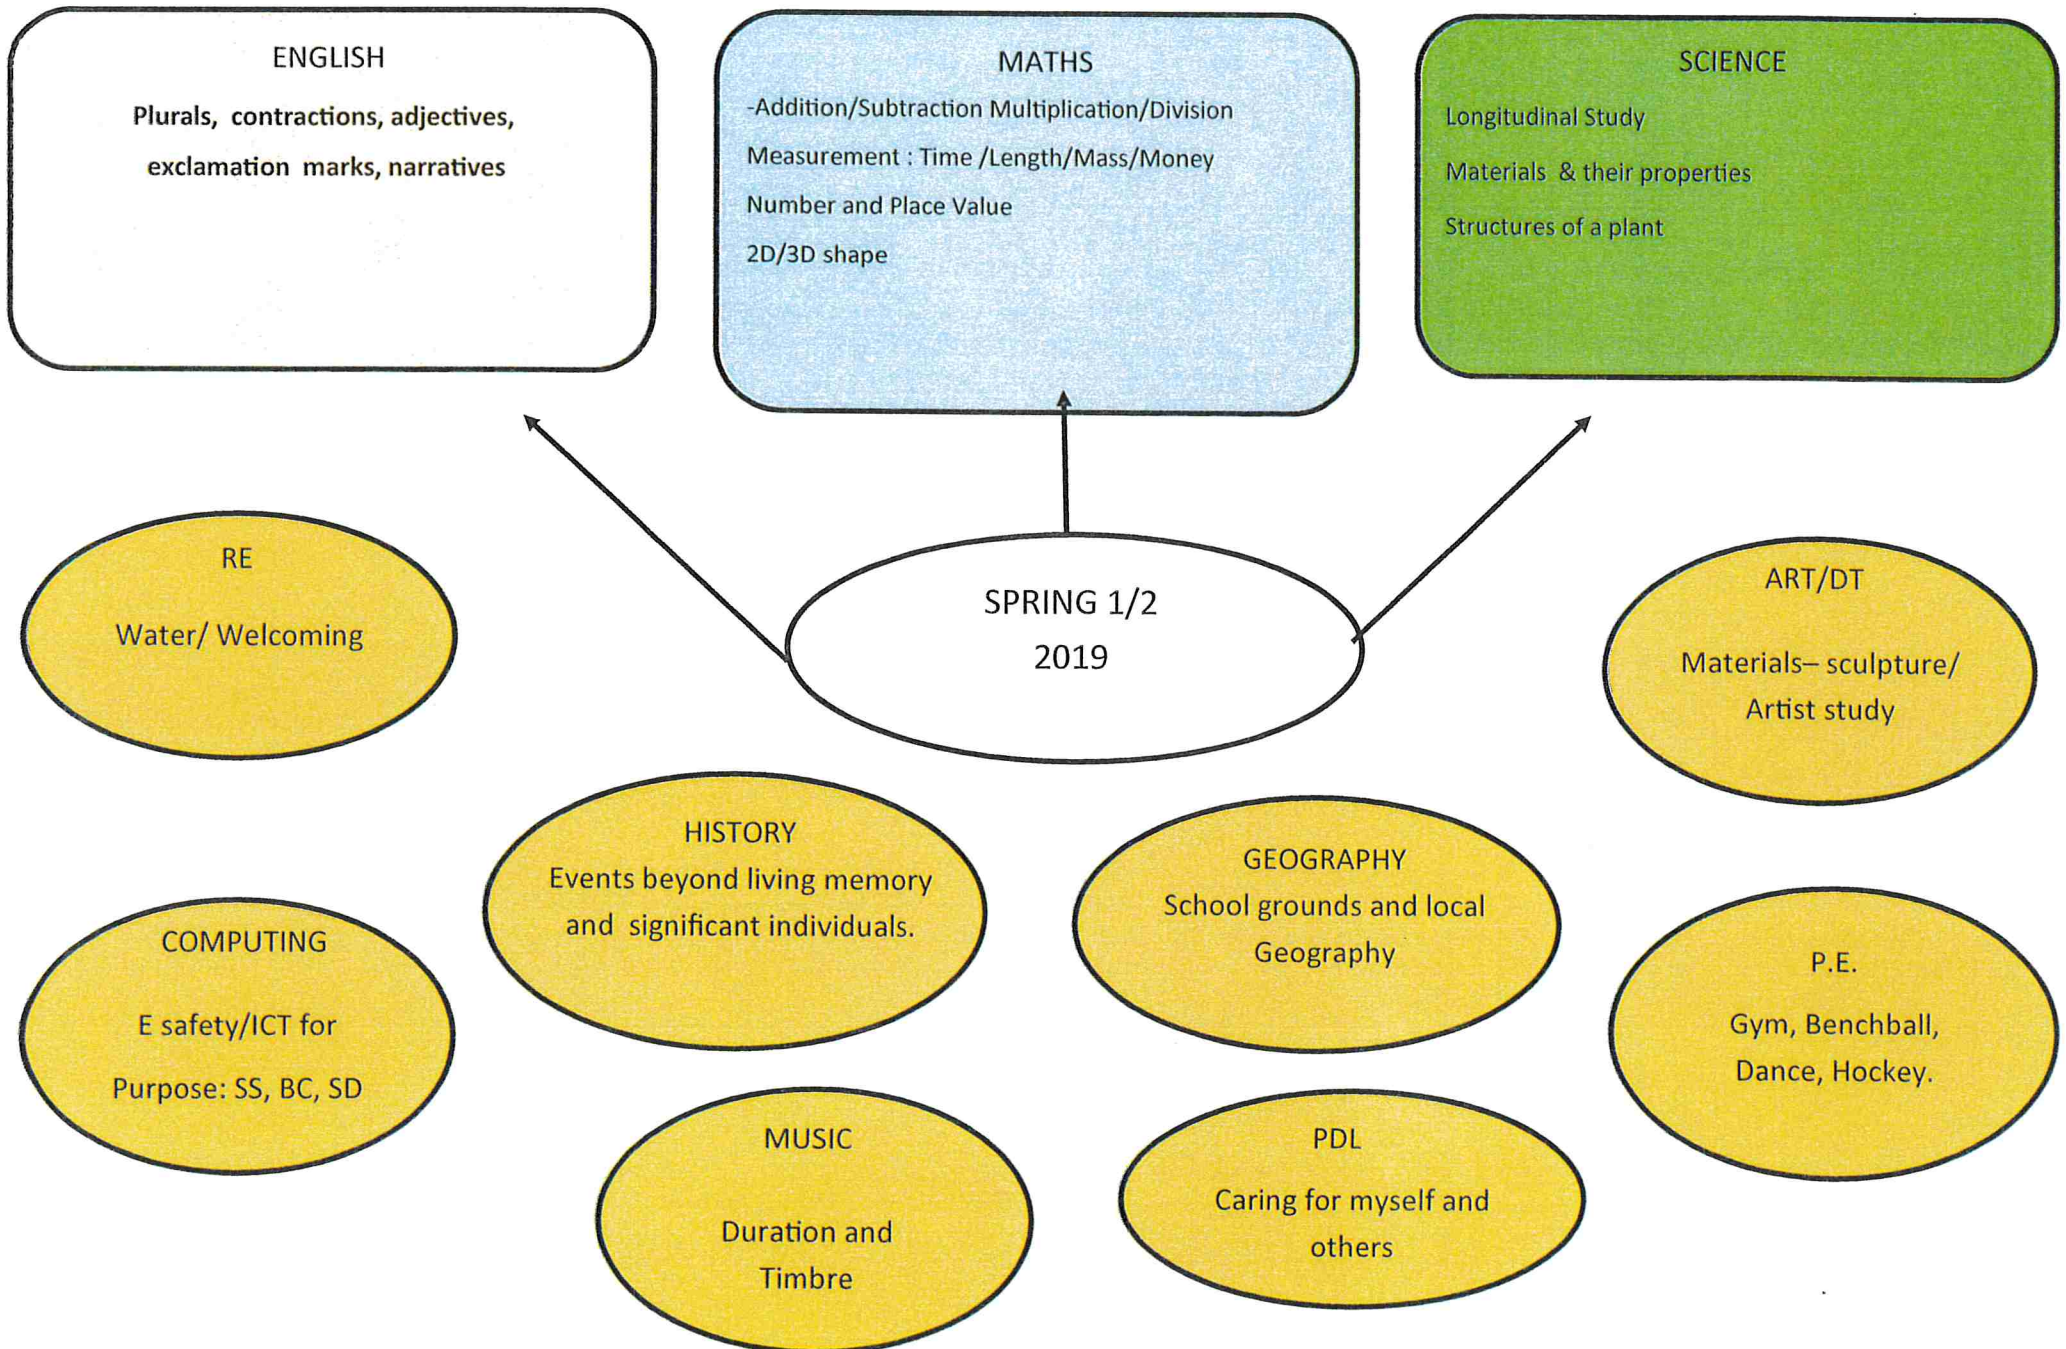 ENGLISH
Plurals, contractions, adjectives,
exclamation marks, narratives
MATHS
-Addition/Subtraction Multiplication/Division
Measurement : Time /Length/Mass/Money
Number and Place Value
2D/3D shape
SCIENCE
Longitudinal Study
Materials & their properties
Structures of a plant
RE
Water/ Welcoming
SPRING 1/2
2019
ART/DT
Materials– sculpture/
Artist study
HISTORY
Events beyond living memory
and significant individuals.
GEOGRAPHY
School grounds and local
Geography
COMPUTING
E safety/ICT for
Purpose: SS, BC, SD
P.E.
Gym, Benchball,
Dance, Hockey.
MUSIC
Duration and
Timbre
PDL
Caring for myself and
others